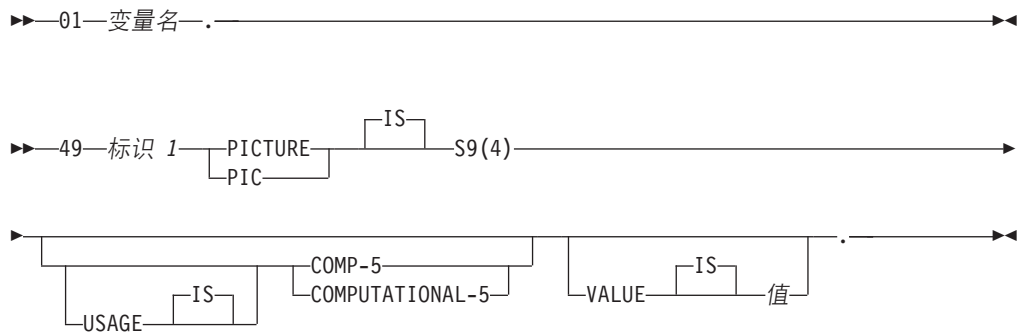 ▶▶ 01 变量名 . ▶◀
IS
▶▶ 49 标识 1 PICTURE S9(4) ▶
PIC
▶ COMP-5 . ▶◀
IS COMPUTATIONAL-5 VALUE IS 值
USAGE